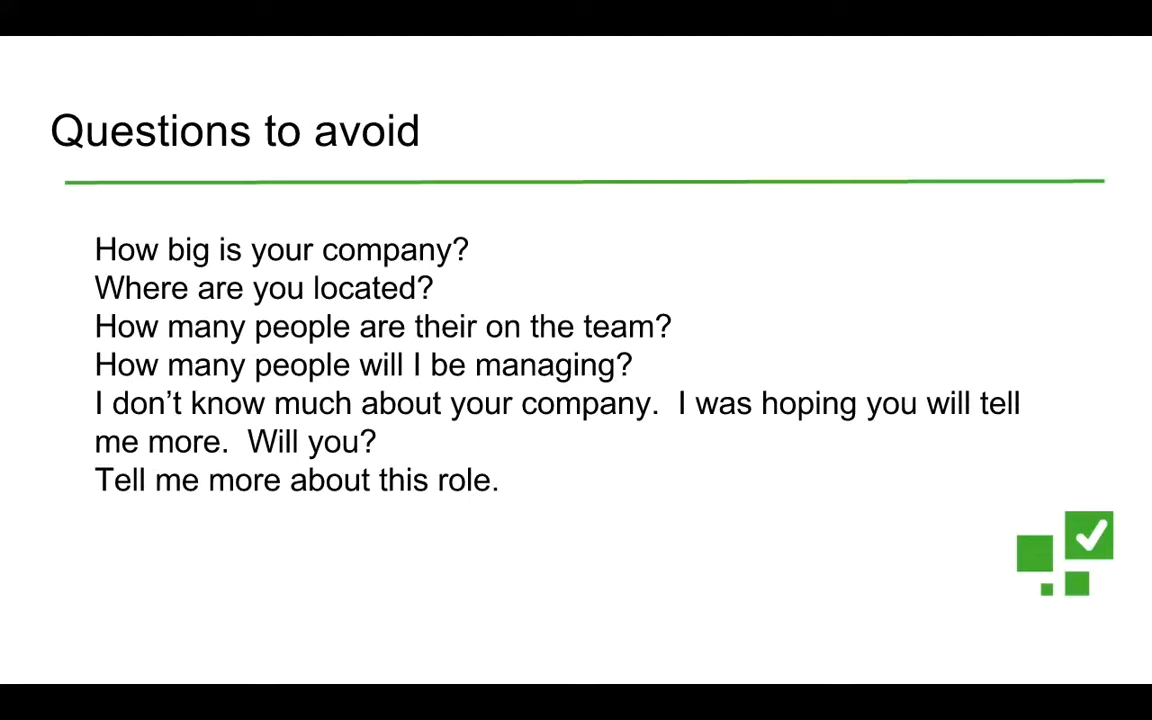 Questions to avoid
How big is your company?
Where are you located?
How many people are their on the team?
How many people will I be managing?
I don’t know much about your company.  I was hoping you will tell
me more.  Will you?
Tell me more about this role.